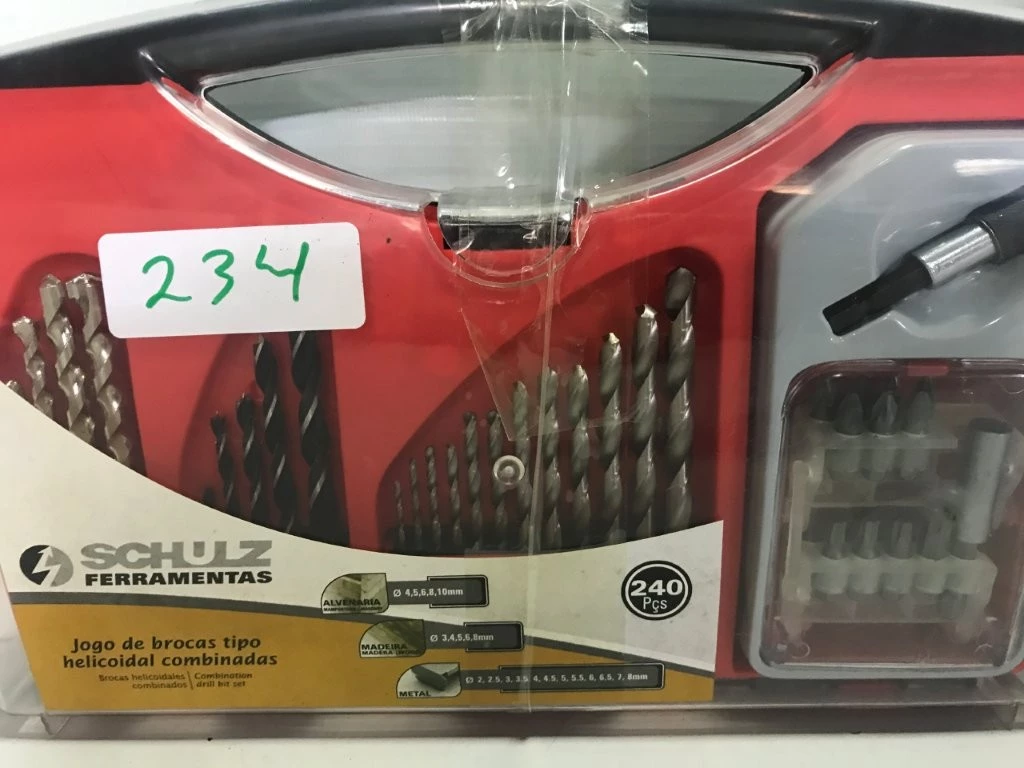 234
SCHULZ
FERRAMENTAS
240
Pçs
ALVENARIA
Ø 4,5,6,8,10mm
Jogo de brocas tipo
helicoidal combinadas
Brocas helicoidales
combinados
Combination
drill bit set
MADEIRA
Ø 3,4,5,6,8mm
METAL
Ø 2, 2.5, 3, 3.5, 4, 4.5, 5, 5.5, 6, 6.5, 7, 8mm